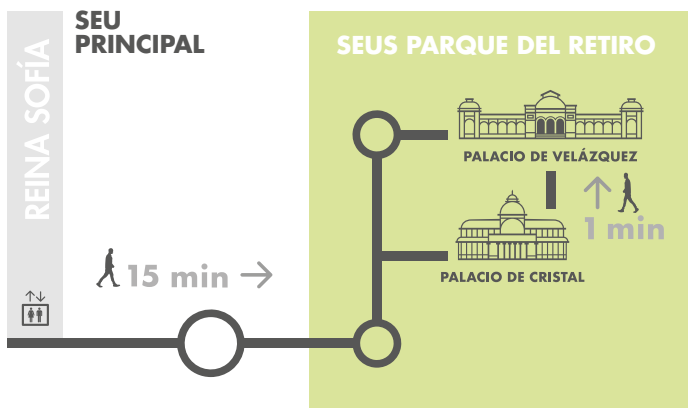 SEU
PRINCIPAL
REINA SOFÍA
15 min
SEUS PARQUE DEL RETIRO
PALACIO DE VELÁZQUEZ
1 min
PALACIO DE CRISTAL